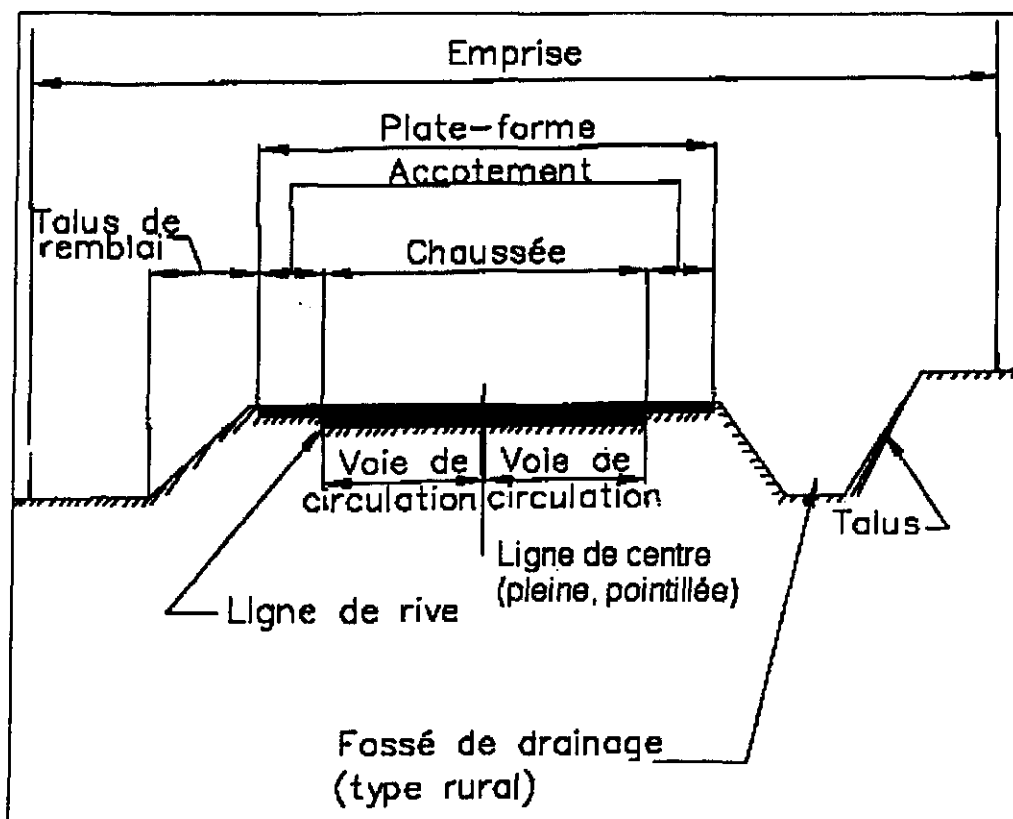 Emprise
Plate-forme
Accotement
Talus de
remblai
Chaussée
Voie de
circulation
Voie de
circulation
Talus
Ligne de centre
(pleine, pointillée)
Ligne de rive
Fossé de drainage
(type rural)